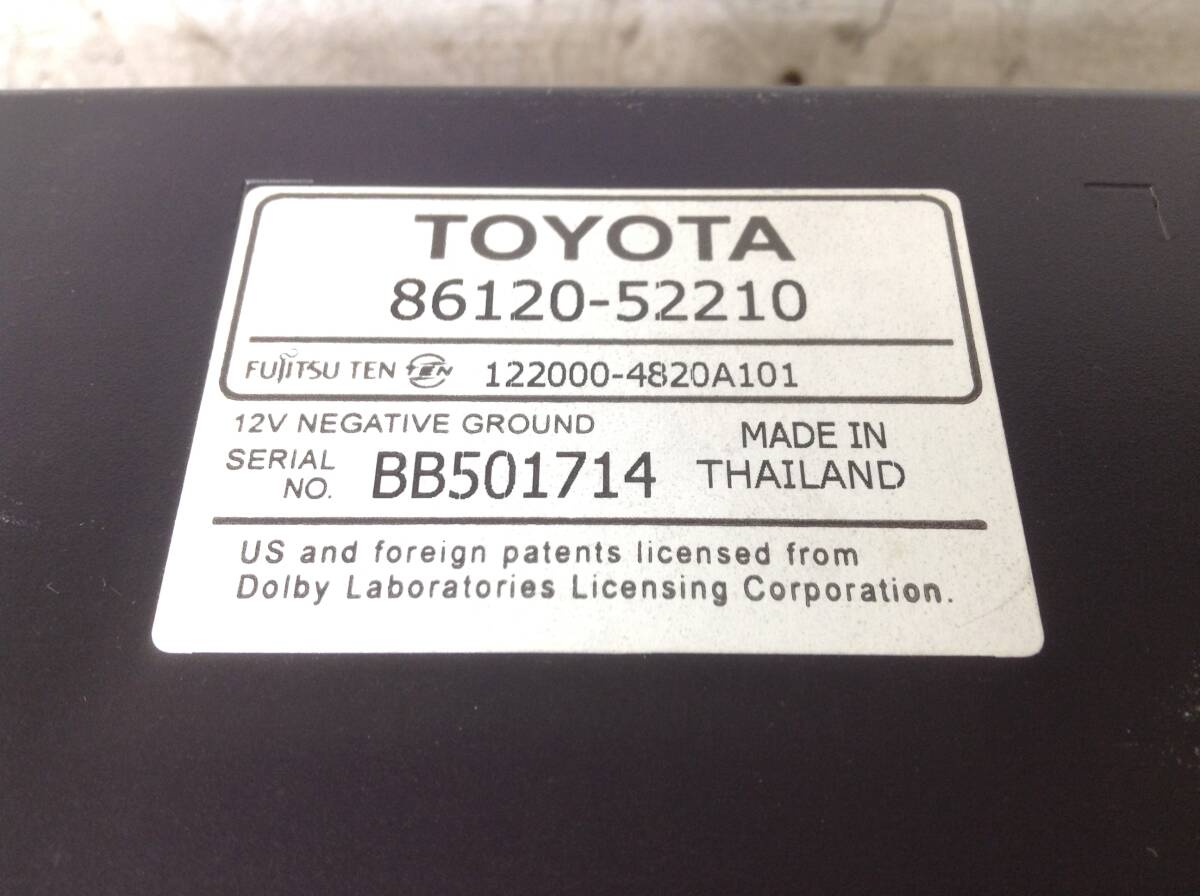 TOYOTA
86120-52210
FUJITSU TEN TEN 122000-4820A101
12V NEGATIVE GROUND
SERIAL NO. BB501714
MADE IN THAILAND
US and foreign patents licensed from
Dolby Laboratories Licensing Corporation.